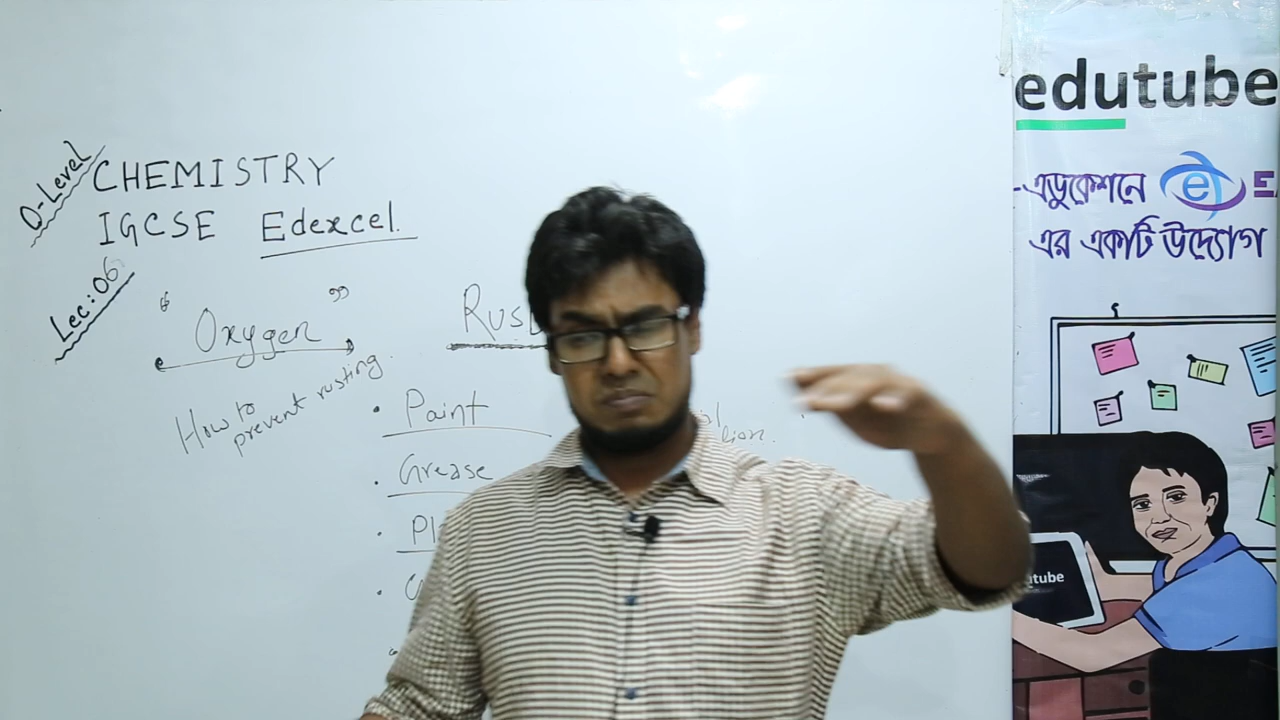 O-Level
CHEMISTRY
IGCSE Edexcel.
Lec: 06
“Oxygen”
How to
prevent rusting
• Paint
• Grease
edutube
-এডুকেশনে
এর একটি উদ্যোগ